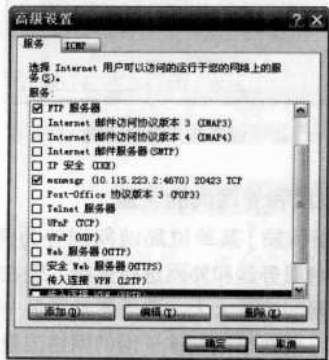 高级设置
服务 ICMP
选择 Internet 用户可以访问的运行于您的网络上的服
务(S)。
服务:
FTP 服务器
Internet 邮件访问协议版本 3 (IMAP3)
Internet 邮件访问协议版本 4 (IMAP4)
Internet 邮件服务器(SMTP)
IP 安全 (IKE)
msmsgr (10.115.223.2:4670) 20423 TCP
Post-Office 协议版本 3 (POP3)
Telnet 服务器
UPnP (TCP)
UPnP (UDP)
Web 服务器(HTTP)
安全 Web 服务器(HTTPS)
传入连接 VPN (L2TP)
添加(D)... 编辑(T)... 删除(E)
确定 取消